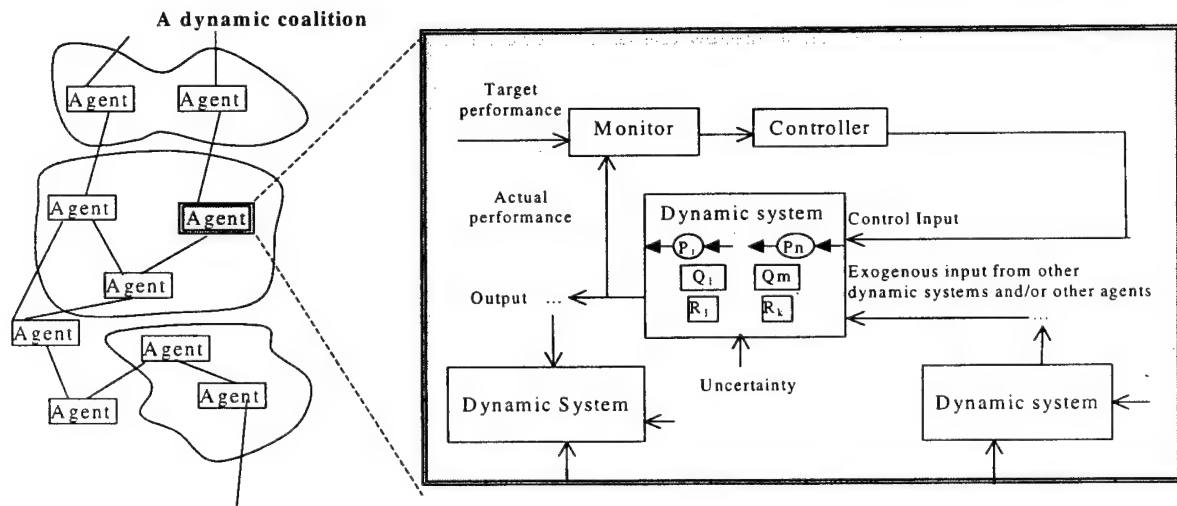 A dynamic coalition
Agent
Agent
Agent
Agent
Agent
Agent
Agent
Agent
Agent
Target
performance
Monitor
Controller
Actual
performance
Dynamic system
Control Input
P₁
Pn
Q₁
Qm
Exogenous input from other
dynamic systems and/or other agents
R₁
Rₖ
Output ...
...
Uncertainty
Dynamic System
Dynamic system